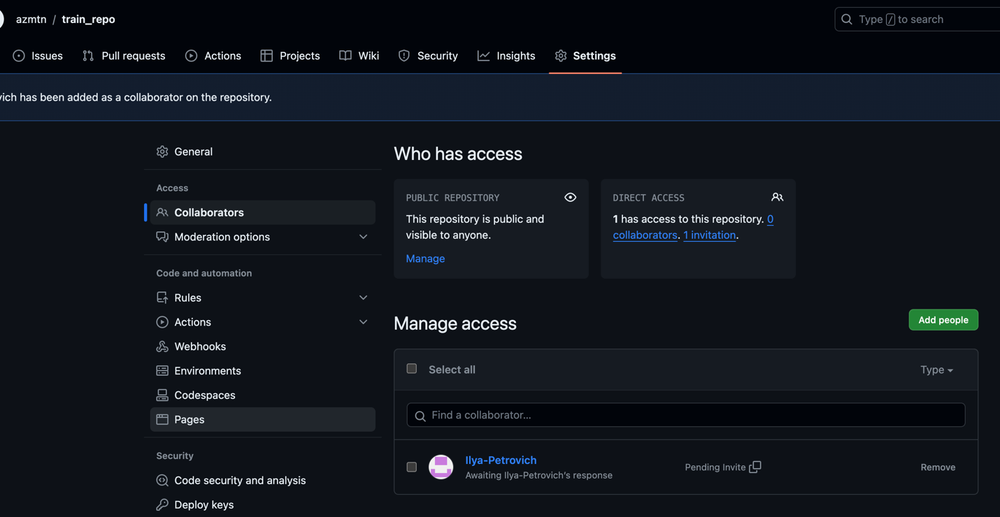 azmtn / train_repo
Type / to search
Issues
Pull requests
Actions
Projects
Wiki
Security
Insights
Settings
has been added as a collaborator on the repository.
General
Access
Collaborators
Moderation options
Code and automation
Rules
Actions
Webhooks
Environments
Codespaces
Pages
Security
Code security and analysis
Deploy keys
Who has access
PUBLIC REPOSITORY
This repository is public and
visible to anyone.
Manage
DIRECT ACCESS
1 has access to this repository. 0
collaborators. 1 invitation.
Manage access
Add people
Select all
Type
Find a collaborator...
Ilya-Petrovich
Awaiting Ilya-Petrovich’s response
Pending Invite
Remove